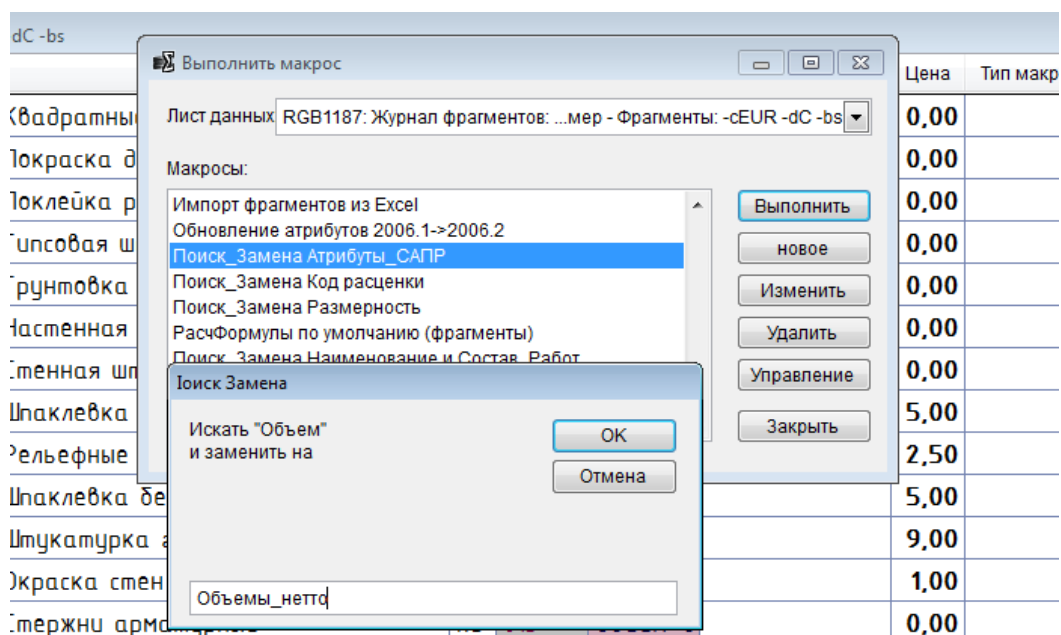 dC -bs
Выполнить макрос
Цена Тип макр
Лист данных RGB1187: Журнал фрагментов: ...мер - Фрагменты: -cEUR -dC -bs
Квадратны 0,00
Покраска д 0,00
Макросы:
Поклейка р 0,00
Импорт фрагментов из Excel Выполнить
Обновление атрибутов 2006.1->2006.2
Гипсовая ш 0,00
Поиск_Замена Атрибуты_САПР новое
Поиск_Замена Код расценки
Грунтовка Изменить 0,00
Поиск_Замена Размерность
Настенная 0,00
РасчФормулы по умолчанию (фрагменты) Удалить
Поиск_Замена Наименование и Состав_Работ
Стенная шп Управление 0,00
Iоиск Замена
Шпаклевка 5,00
Искать "Объем"
и заменить на
OK Закрыть
Рельефные 2,50
Отмена
Шпаклевка бе 5,00
Штукатурка 9,00
Окраска стен 1,00
Объемы_нетто
Стержни 0,00